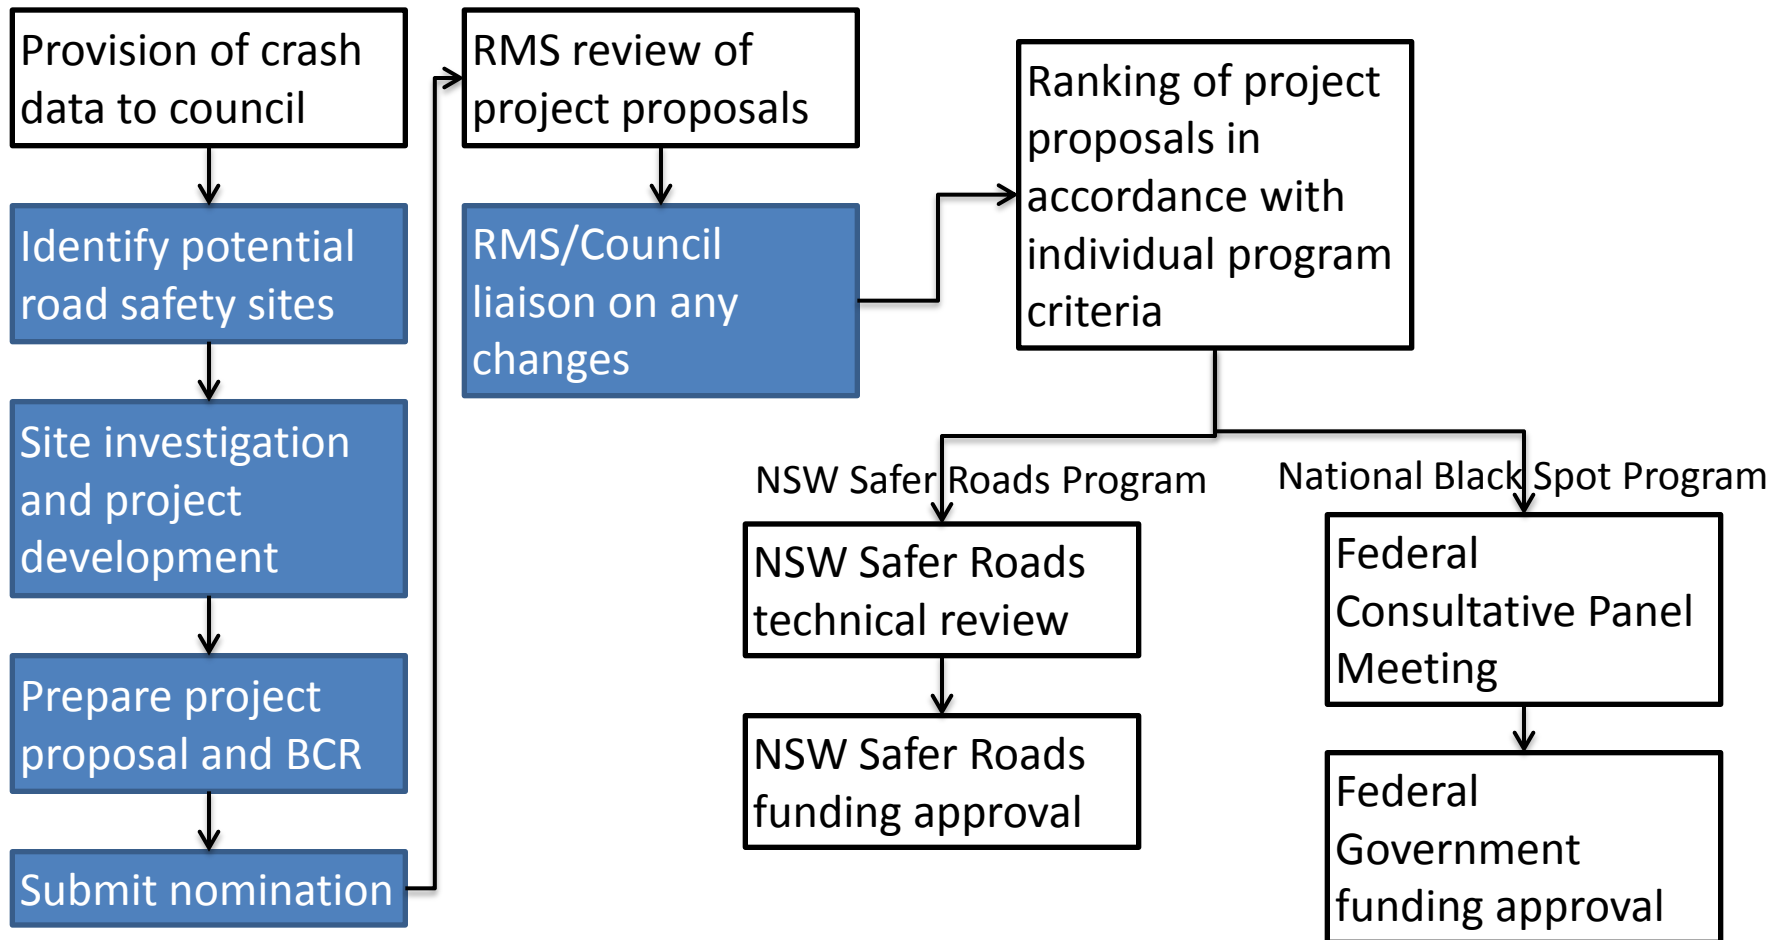 Provision of crash
data to council
Identify potential
road safety sites
Site investigation
and project
development
Prepare project
proposal and BCR
Submit nomination
RMS review of
project proposals
RMS/Council
liaison on any
changes
Ranking of project
proposals in
accordance with
individual program
criteria
NSW Safer Roads Program
NSW Safer Roads
technical review
NSW Safer Roads
funding approval
National Black Spot Program
Federal
Consultative Panel
Meeting
Federal
Government
funding approval